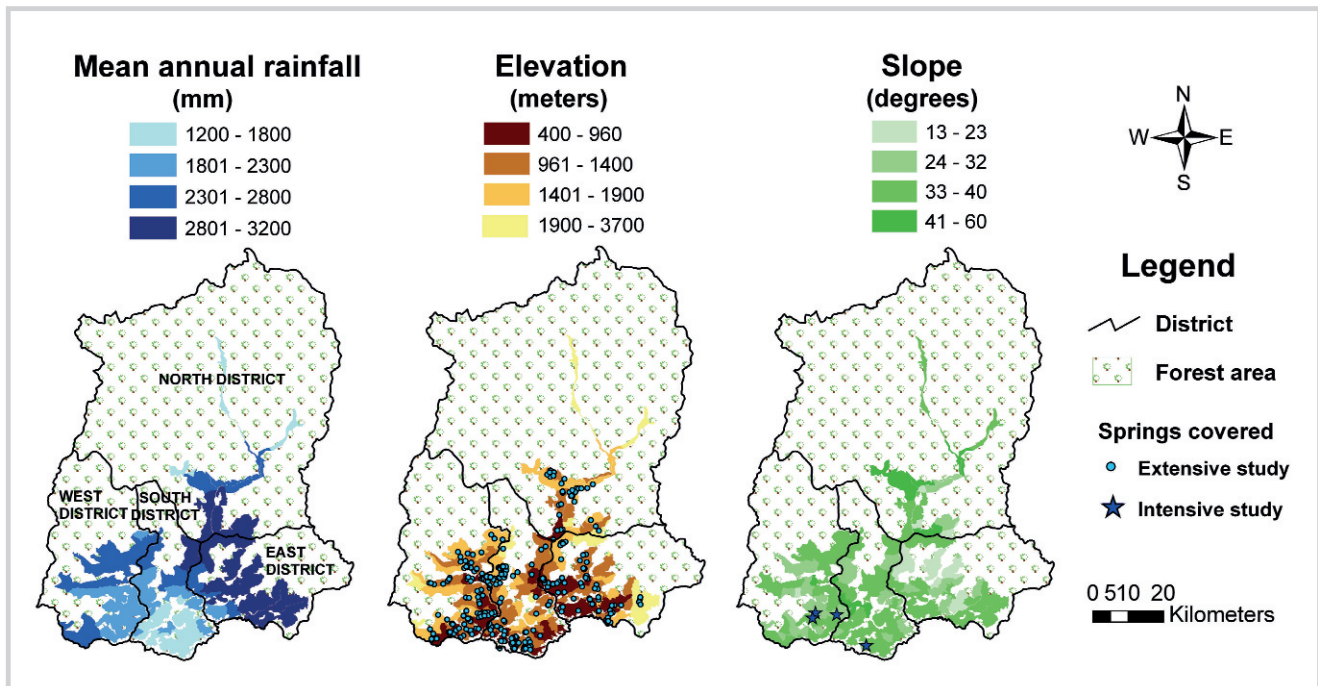 Mean annual rainfall
(mm)
1200 - 1800
1801 - 2300
2301 - 2800
2801 - 3200
Elevation
(meters)
400 - 960
961 - 1400
1401 - 1900
1900 - 3700
Slope
(degrees)
13 - 23
24 - 32
33 - 40
41 - 60
N
W E
S
Legend
District
Forest area
Springs covered
Extensive study
Intensive study
0 510 20
Kilometers
NORTH DISTRICT
WEST
DISTRICT
SOUTH
DISTRICT
EAST
DISTRICT